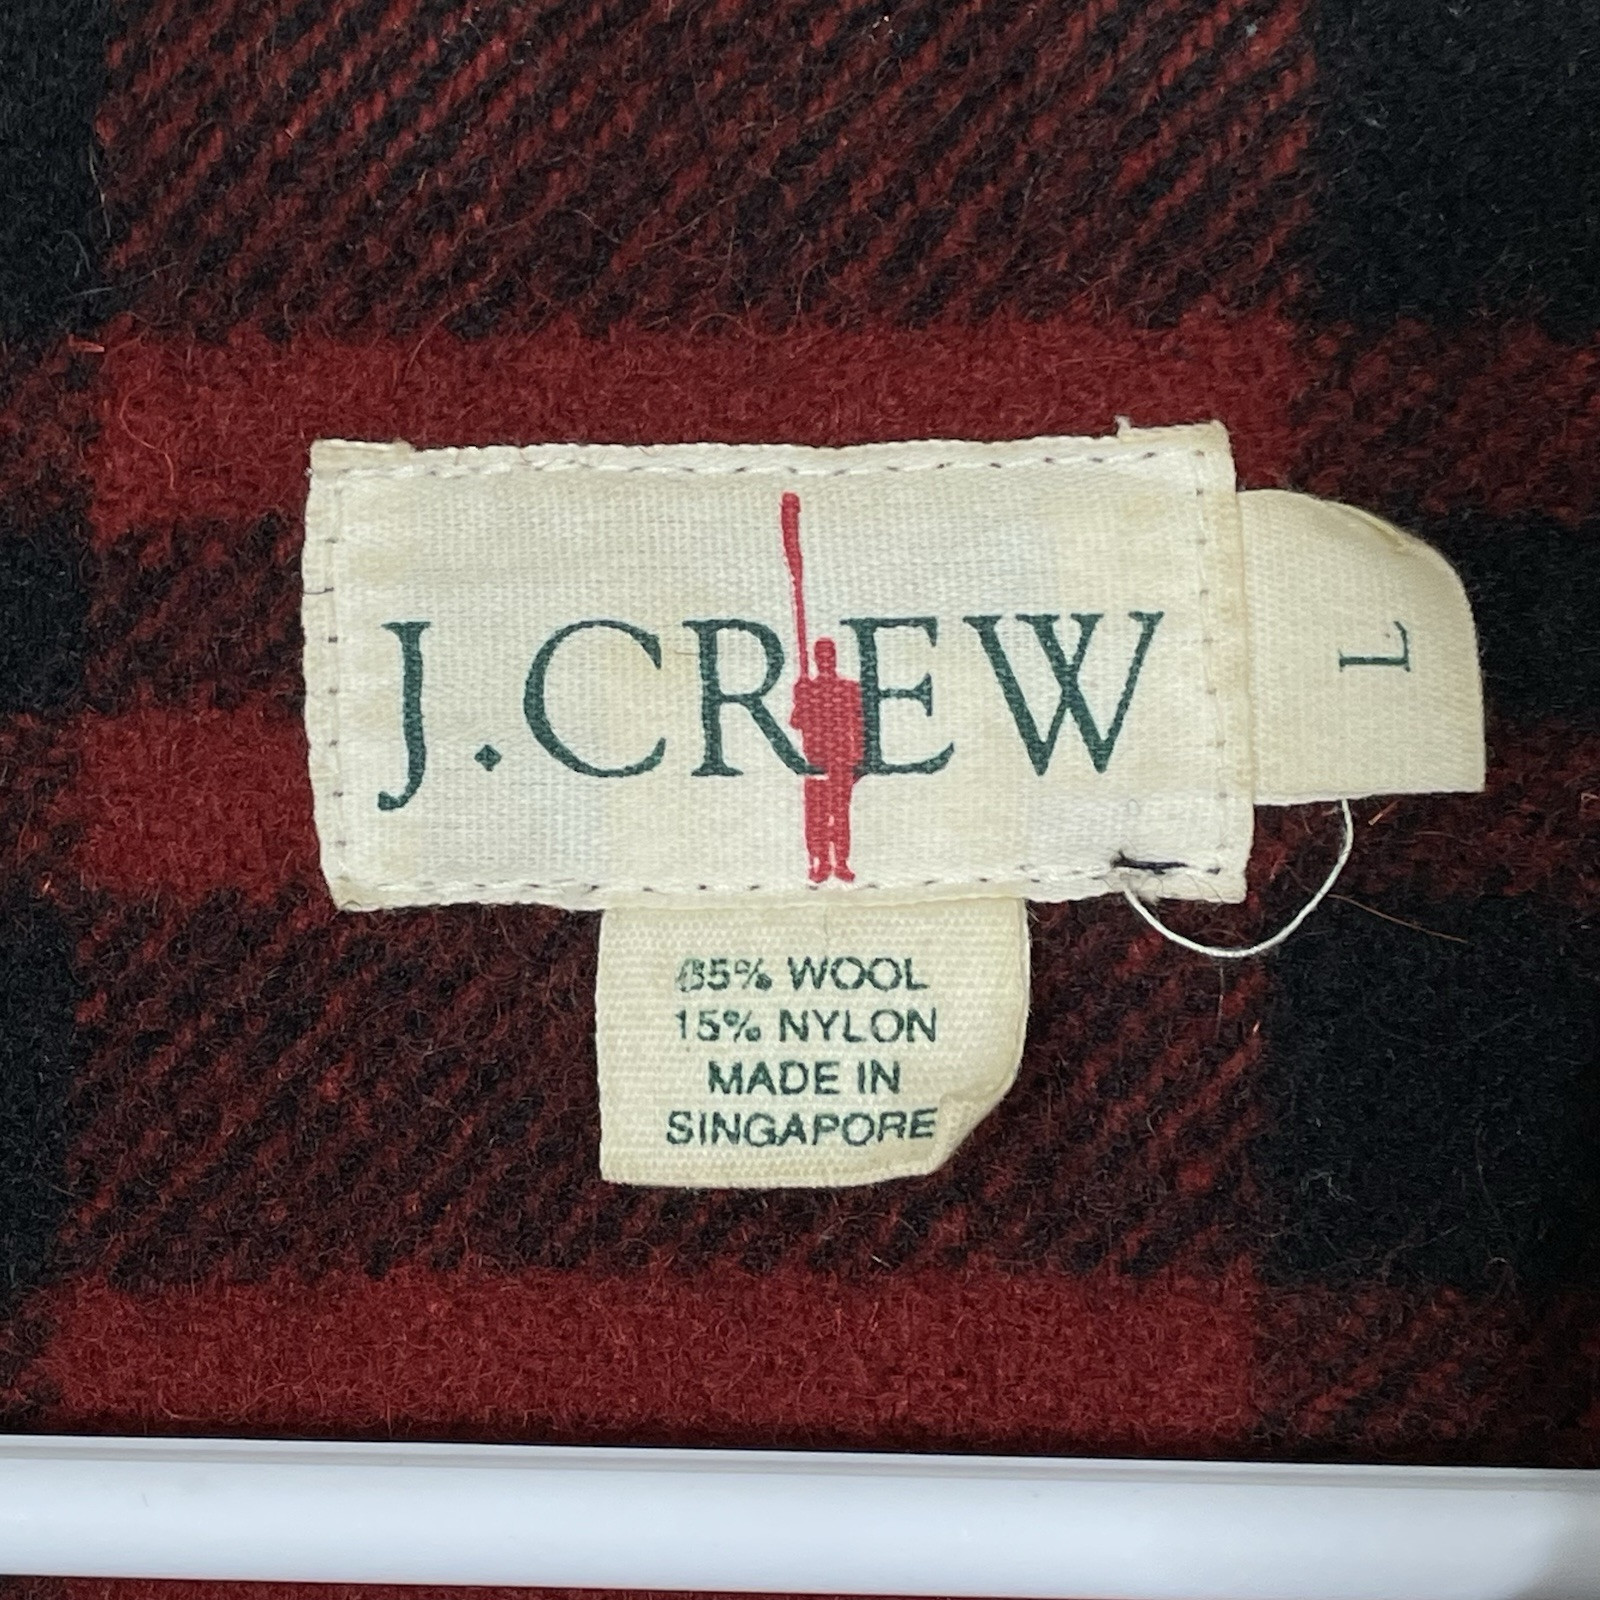 J.CREW
L
85% WOOL
15% NYLON
MADE IN
SINGAPORE